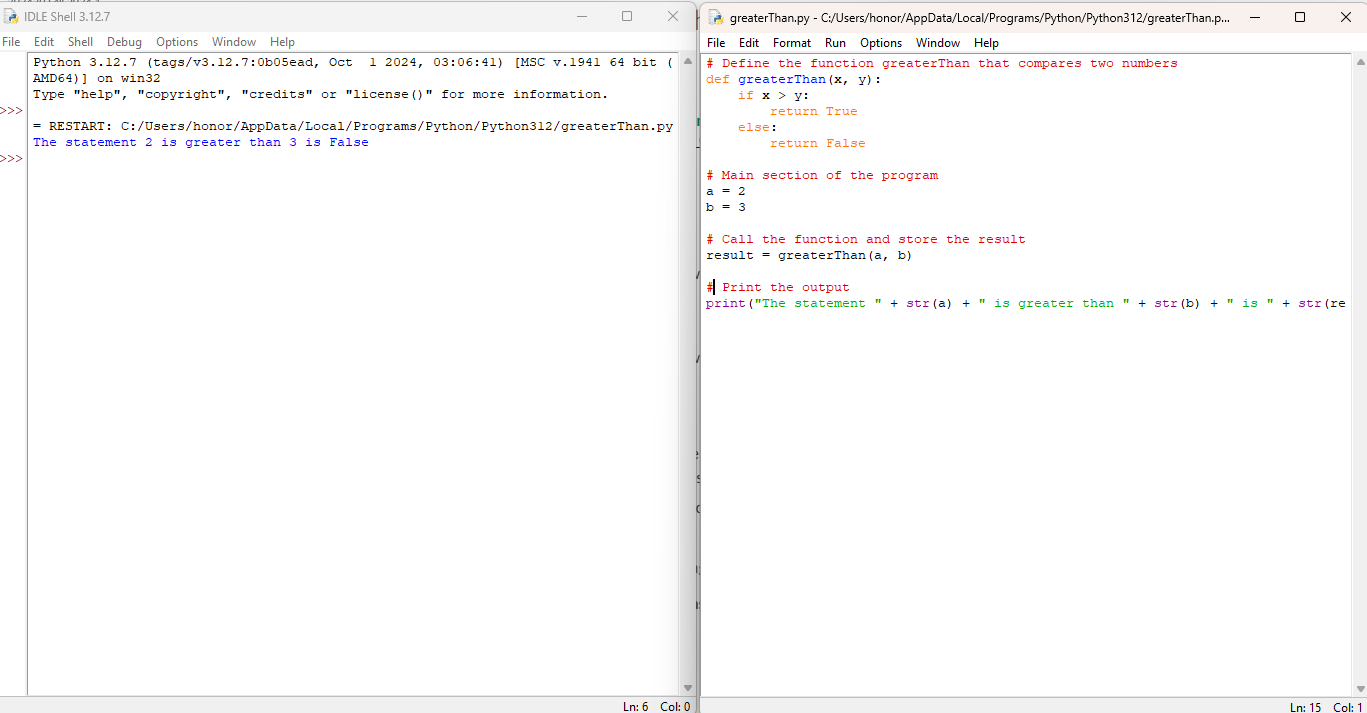 IDLE Shell 3.12.7
File Edit Shell Debug Options Window Help
Python 3.12.7 (tags/v3.12.7:0b05ead, Oct  1 2024, 03:06:41) [MSC v.1941 64 bit (
AMD64)] on win32
Type "help", "copyright", "credits" or "license()" for more information.
>>>
= RESTART: C:/Users/honor/AppData/Local/Programs/Python/Python312/greaterThan.py
The statement 2 is greater than 3 is False
>>>
Ln: 6 Col: 0
greaterThan.py - C:/Users/honor/AppData/Local/Programs/Python/Python312/greaterThan.p...
File Edit Format Run Options Window Help
# Define the function greaterThan that compares two numbers
def greaterThan(x, y):
    if x > y:
        return True
    else:
        return False
# Main section of the program
a = 2
b = 3
# Call the function and store the result
result = greaterThan(a, b)
# Print the output
print("The statement " + str(a) + " is greater than " + str(b) + " is " + str(re
Ln: 15 Col: 1